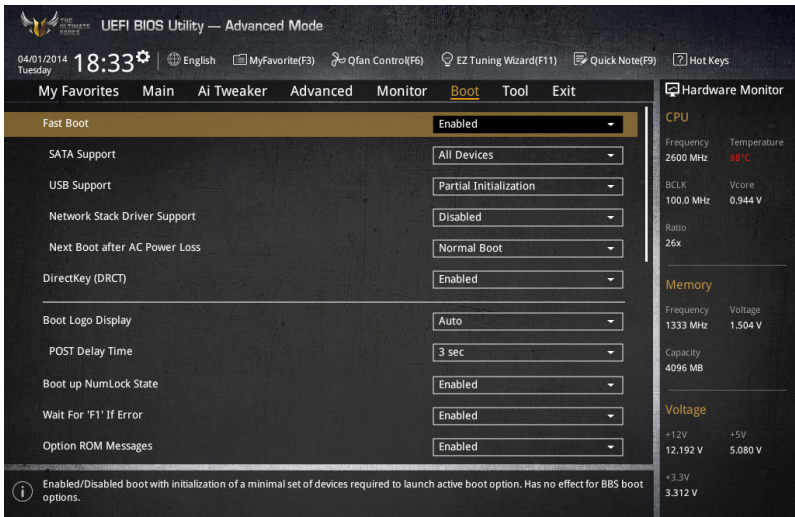 THE
ULTIMATE
FORCE
UEFI BIOS Utility — Advanced Mode
04/01/2014
Tuesday
18:33
English
MyFavorite(F3)
Qfan Control(F6)
EZ Tuning Wizard(F11)
Quick Note(F9)
? Hot Keys
My Favorites Main Ai Tweaker Advanced Monitor Boot Tool Exit
Fast Boot Enabled
SATA Support All Devices
USB Support Partial Initialization
Network Stack Driver Support Disabled
Next Boot after AC Power Loss Normal Boot
DirectKey (DRCT) Enabled
Boot Logo Display Auto
POST Delay Time 3 sec
Boot up NumLock State Enabled
Wait For 'F1' If Error Enabled
Option ROM Messages Enabled
i
Enabled/Disabled boot with initialization of a minimal set of devices required to launch active boot option. Has no effect for BBS boot
options.
Hardware Monitor
CPU
Frequency Temperature
2600 MHz 88°C
BCLK Vcore
100.0 MHz 0.944 V
Ratio
26x
Memory
Frequency Voltage
1333 MHz 1.504 V
Capacity
4096 MB
Voltage
+12V +5V
12.192 V 5.080 V
+3.3V
3.312 V